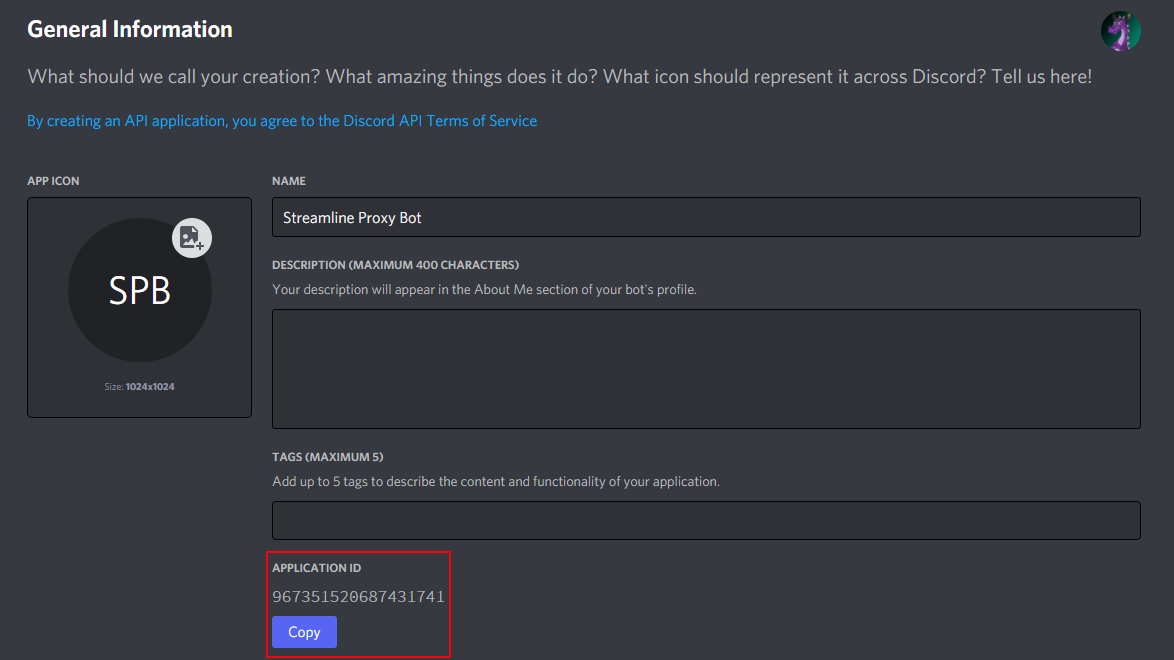 General Information
What should we call your creation? What amazing things does it do? What icon should represent it across Discord? Tell us here!
By creating an API application, you agree to the Discord API Terms of Service
APP ICON
SPB
Size: 1024x1024
NAME
Streamline Proxy Bot
DESCRIPTION (MAXIMUM 400 CHARACTERS)
Your description will appear in the About Me section of your bot's profile.
TAGS (MAXIMUM 5)
Add up to 5 tags to describe the content and functionality of your application.
APPLICATION ID
967351520687431741
Copy